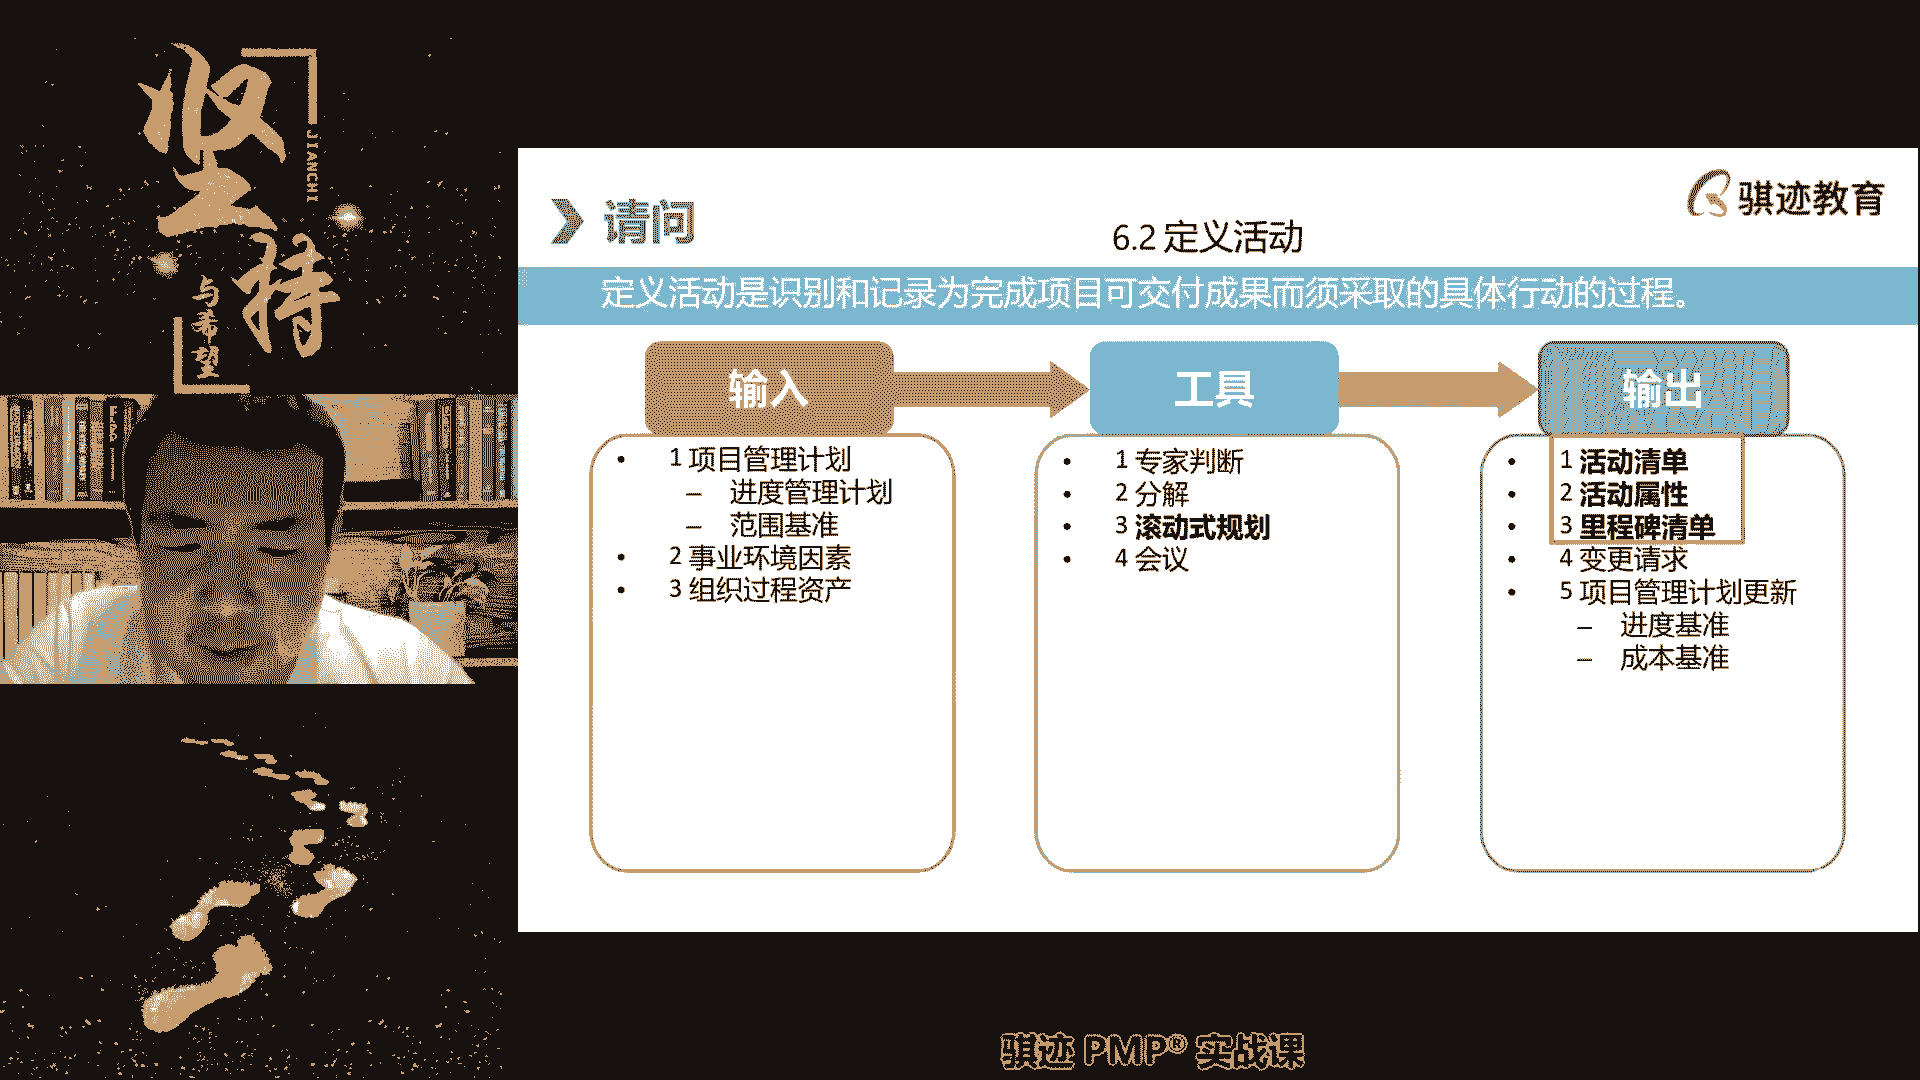 坚持
JIANCHI
与希望
骐迹教育
请问
6.2 定义活动
定义活动是识别和记录为完成项目可交付成果而须采取的具体行动的过程。
输入
• 1 项目管理计划
– 进度管理计划
– 范围基准
• 2 事业环境因素
• 3 组织过程资产
工具
• 1 专家判断
• 2 分解
• 3 滚动式规划
• 4 会议
输出
• 1 活动清单
• 2 活动属性
• 3 里程碑清单
• 4 变更请求
• 5 项目管理计划更新
– 进度基准
– 成本基准
骐迹 PMP® 实战课